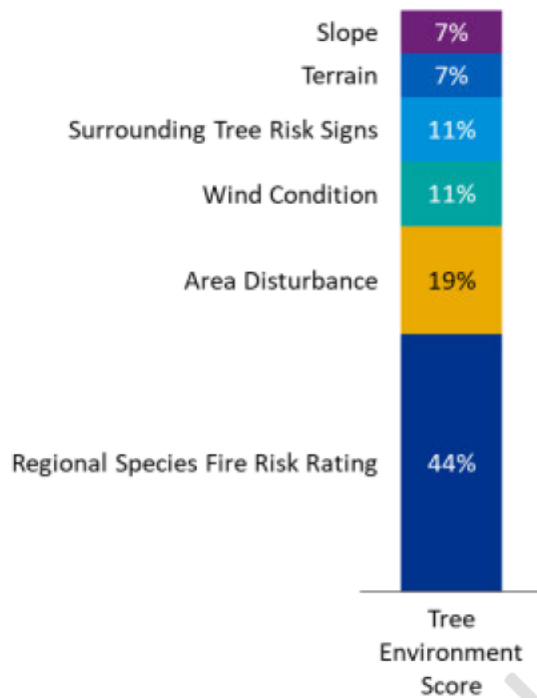 Slope 7%
Terrain 7%
Surrounding Tree Risk Signs 11%
Wind Condition 11%
Area Disturbance 19%
Regional Species Fire Risk Rating 44%
Tree
Environment
Score